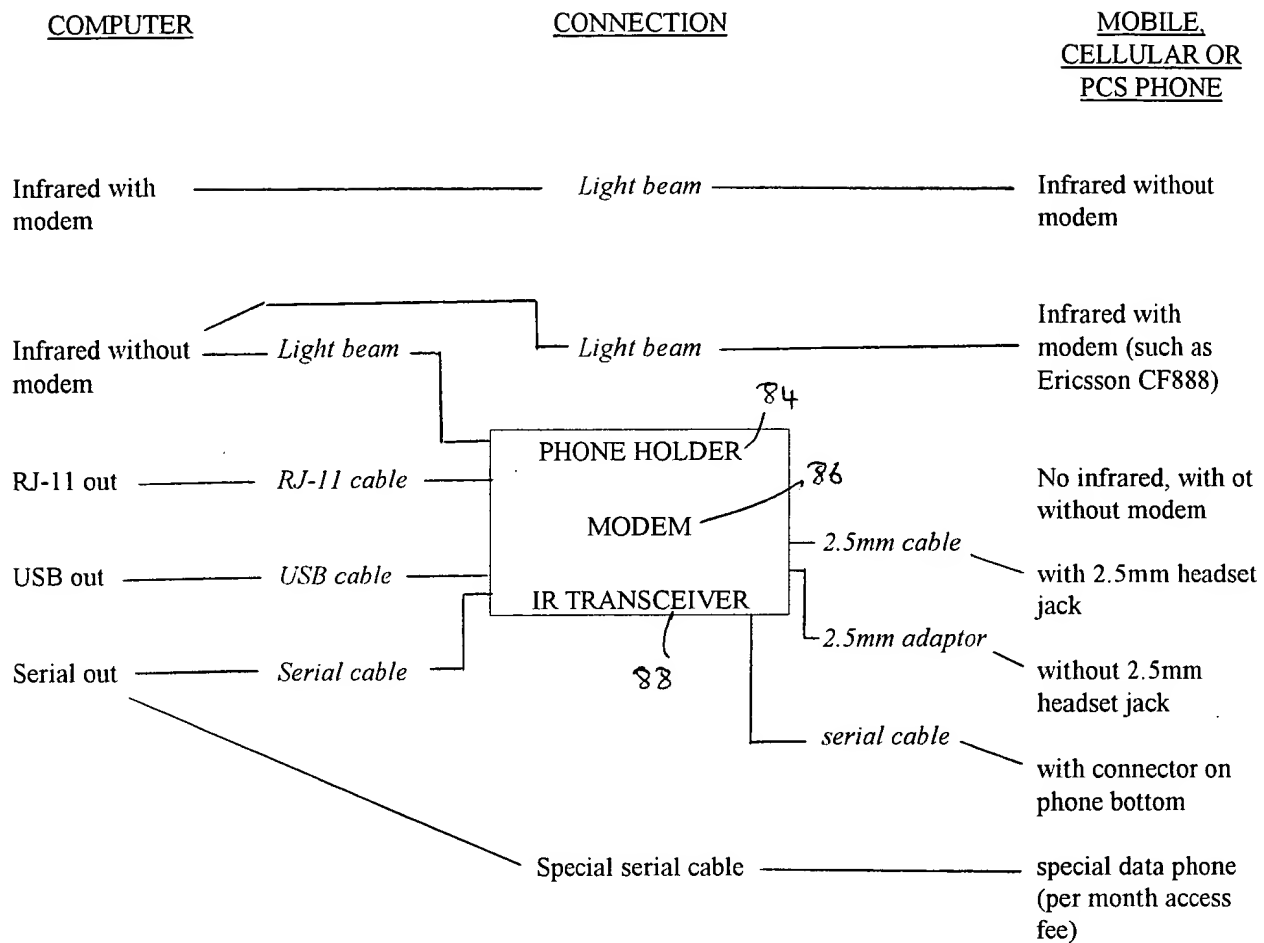 COMPUTER
CONNECTION
MOBILE,
CELLULAR OR
PCS PHONE
Infrared with
modem
Light beam
Infrared without
modem
Infrared without
modem
Light beam
Light beam
Infrared with
modem (such as
Ericsson CF888)
84
PHONE HOLDER
RJ-11 out
RJ-11 cable
86
MODEM
No infrared, with ot
without modem
2.5mm cable
with 2.5mm headset
jack
USB out
USB cable
IR TRANSCEIVER
88
2.5mm adaptor
without 2.5mm
headset jack
Serial out
Serial cable
serial cable
with connector on
phone bottom
Special serial cable
special data phone
(per month access
fee)